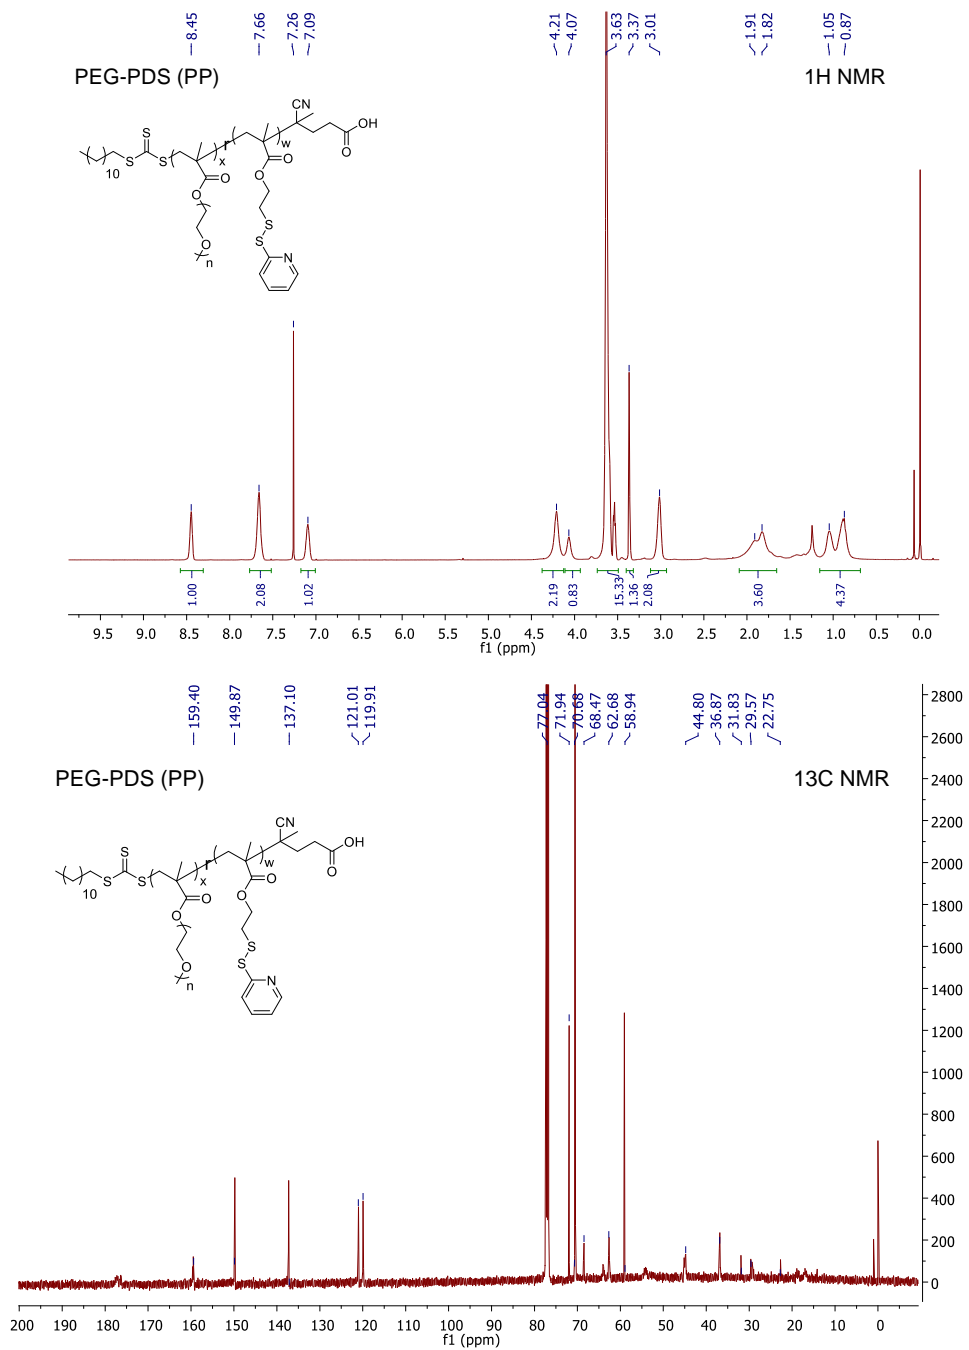 8.45 7.66 7.26 7.09 4.21 4.07 3.63 3.37 3.01 1.91 1.82 1.05 0.87
PEG-PDS (PP)
1H NMR
CN
OH
O
S
S
S
10
x
r
w
O
O
O
O
O
n
S
S
N
1.00 2.08 1.02 2.19 0.83 15.33 1.36 2.08 3.60 4.37
9.5 9.0 8.5 8.0 7.5 7.0 6.5 6.0 5.5 5.0 4.5 4.0 3.5 3.0 2.5 2.0 1.5 1.0 0.5 0.0
f1 (ppm)
159.40 149.87 137.10 121.01 119.91 77.04 71.94 70.68 68.47 62.68 58.94 44.80 36.87 31.83 29.57 22.75
PEG-PDS (PP)
13C NMR
CN
OH
O
S
S
S
10
x
r
w
O
O
O
O
O
n
S
S
N
2800
2600
2400
2200
2000
1800
1600
1400
1200
1000
800
600
400
200
0
200 190 180 170 160 150 140 130 120 110 100 90 80 70 60 50 40 30 20 10 0
f1 (ppm)